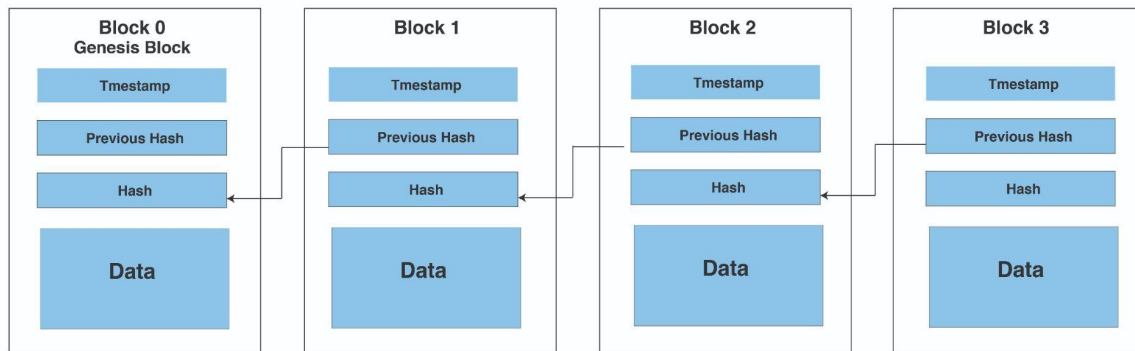 Block 0
Genesis Block
Tmestamp
Previous Hash
Hash
Data
Block 1
Tmestamp
Previous Hash
Hash
Data
Block 2
Tmestamp
Previous Hash
Hash
Data
Block 3
Tmestamp
Previous Hash
Hash
Data